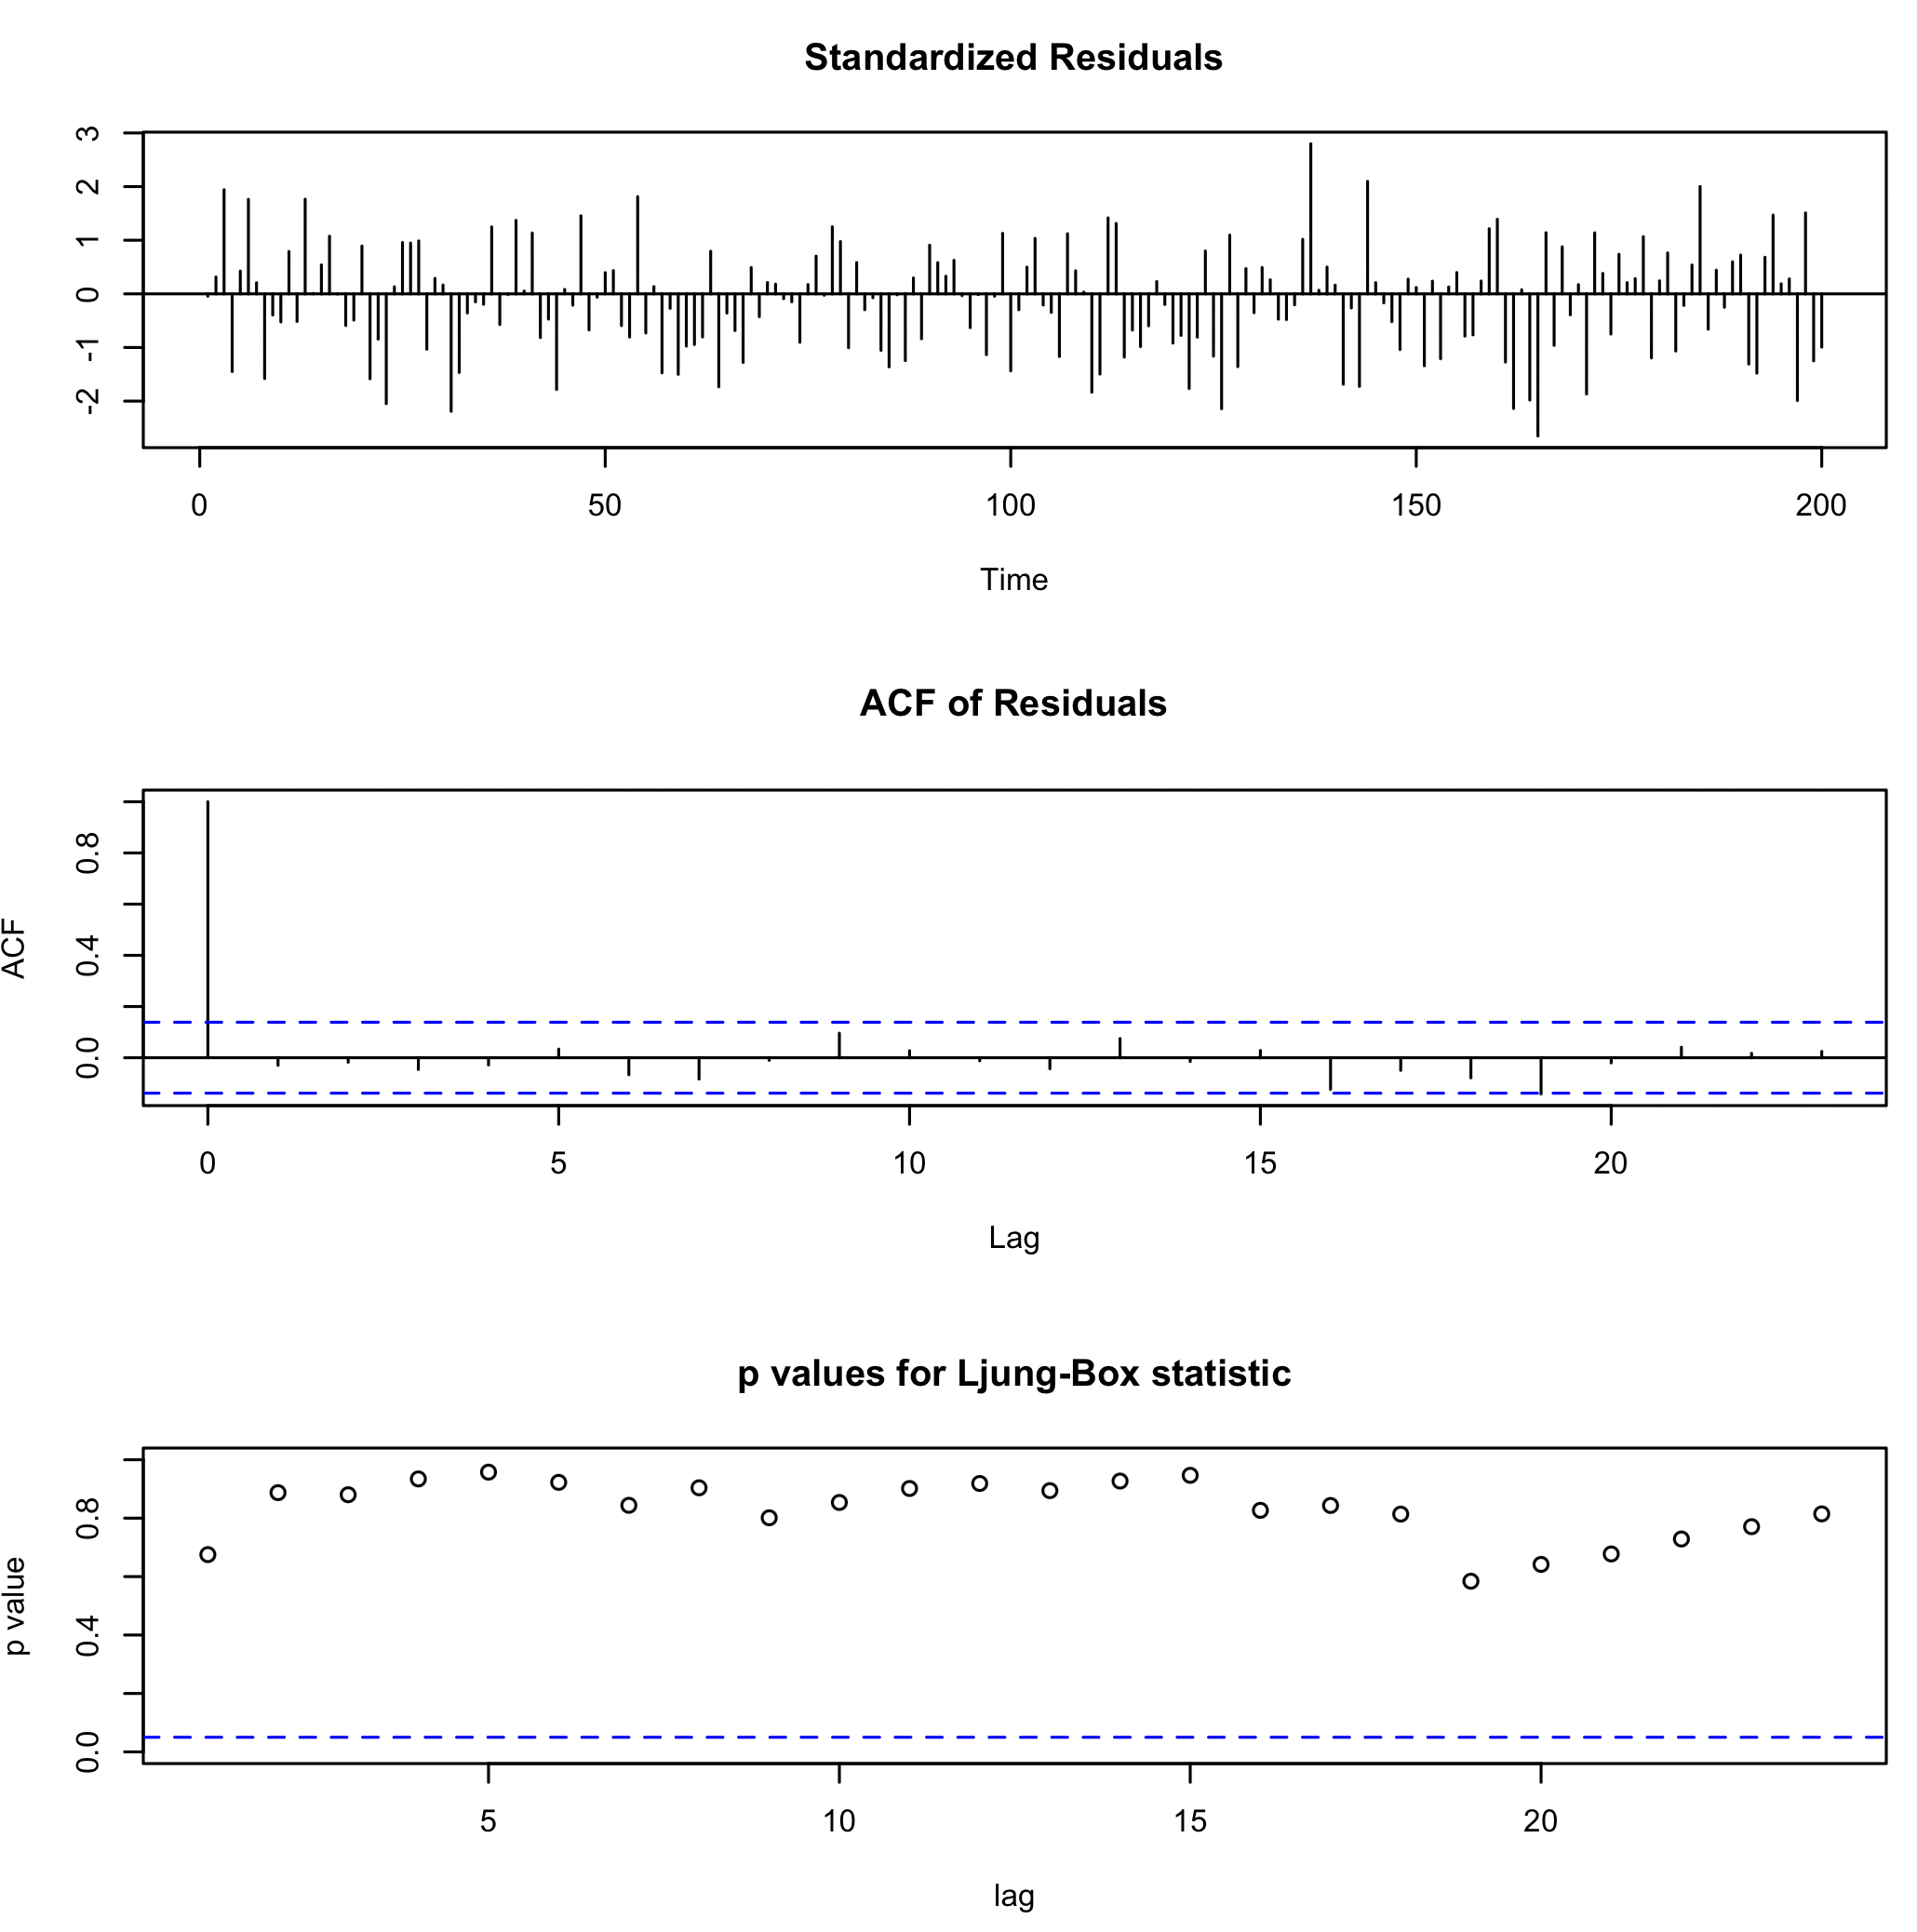 Standardized Residuals
3
2
1
0
-1
-2
0 50 100 150 200
Time
ACF of Residuals
ACF
0.8
0.4
0.0
0 5 10 15 20
Lag
p values for Ljung-Box statistic
p value
0.8
0.4
0.0
5 10 15 20
lag